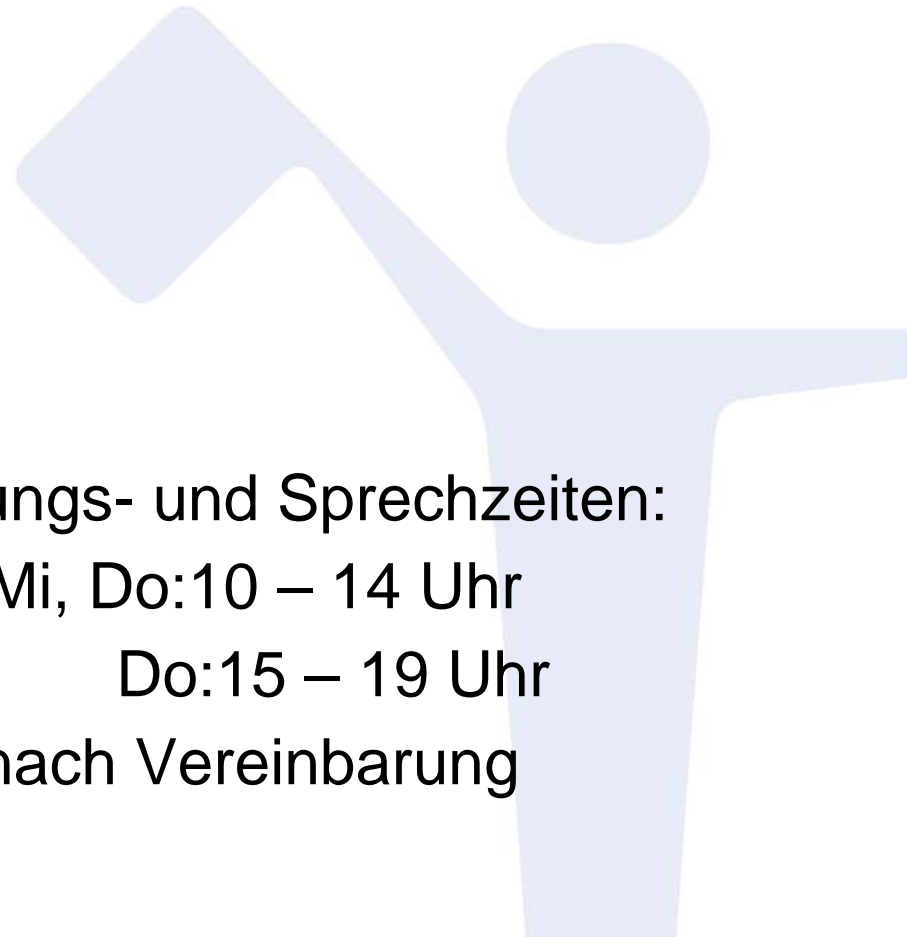 ungs- und Sprechzeiten:
Mi, Do:10 – 14 Uhr
Do:15 – 19 Uhr
nach Vereinbarung